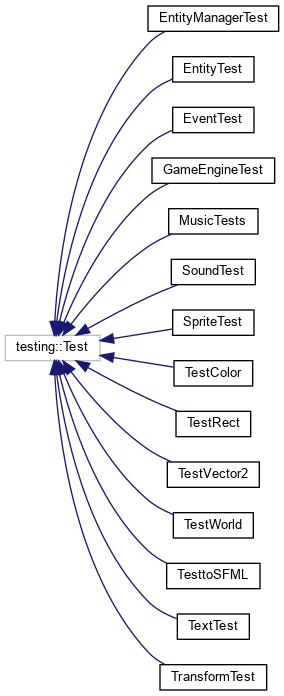 EntityManagerTest
EntityTest
EventTest
GameEngineTest
MusicTests
SoundTest
SpriteTest
testing::Test
TestColor
TestRect
TestVector2
TestWorld
TesttoSFML
TextTest
TransformTest